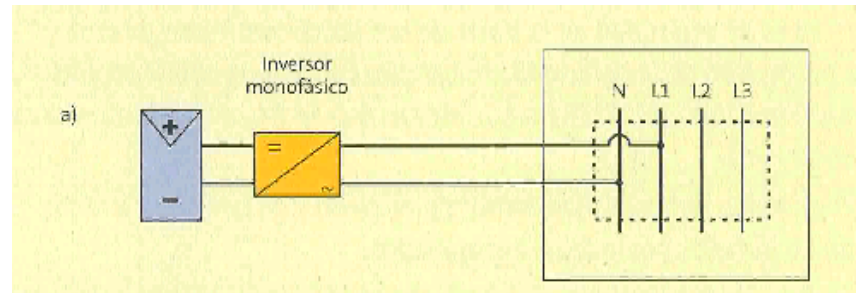 Inversor
monofásico
a)
N L1 L2 L3
+
=
~
−